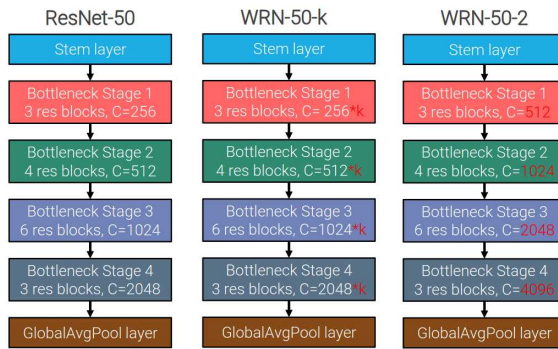 ResNet-50
Stem layer
Bottleneck Stage 1
3 res blocks, C=256
Bottleneck Stage 2
4 res blocks, C=512
Bottleneck Stage 3
6 res blocks, C=1024
Bottleneck Stage 4
3 res blocks, C=2048
GlobalAvgPool layer
WRN-50-k
Stem layer
Bottleneck Stage 1
3 res blocks, C= 256*k
Bottleneck Stage 2
4 res blocks, C=512*k
Bottleneck Stage 3
6 res blocks, C=1024*k
Bottleneck Stage 4
3 res blocks, C=2048*k
GlobalAvgPool layer
WRN-50-2
Stem layer
Bottleneck Stage 1
3 res blocks, C=512
Bottleneck Stage 2
4 res blocks, C=1024
Bottleneck Stage 3
6 res blocks, C=2048
Bottleneck Stage 4
3 res blocks, C=4096
GlobalAvgPool layer